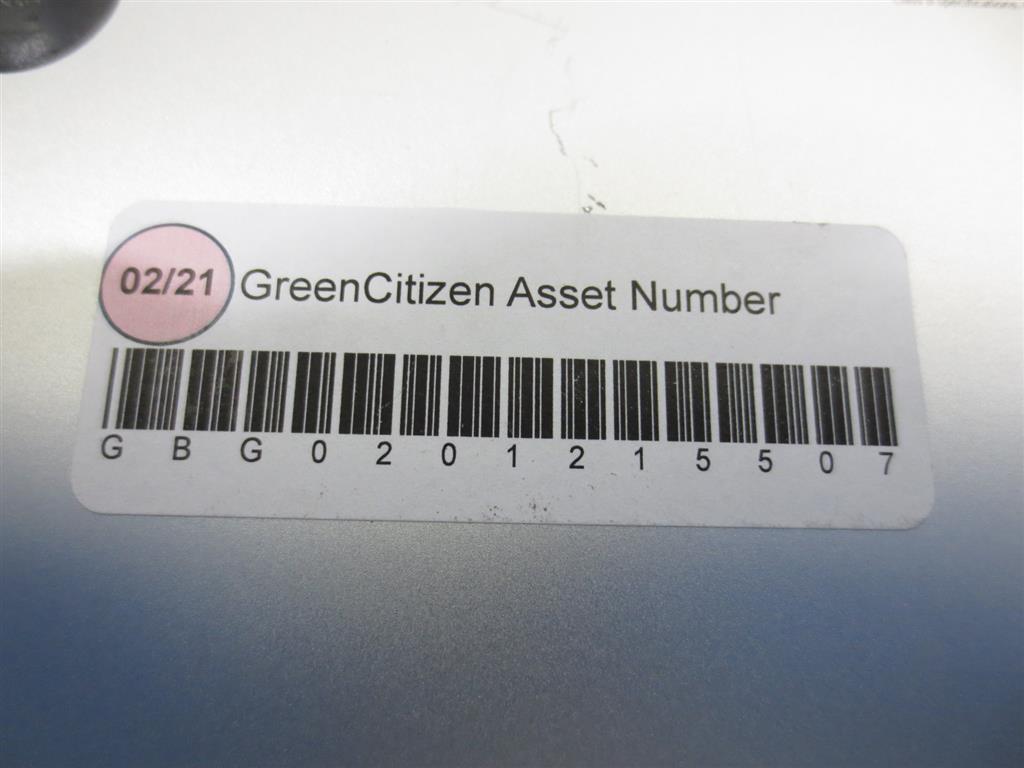 02/21 GreenCitizen Asset Number
G B G 0 2 0 1 2 1 5 5 0 7